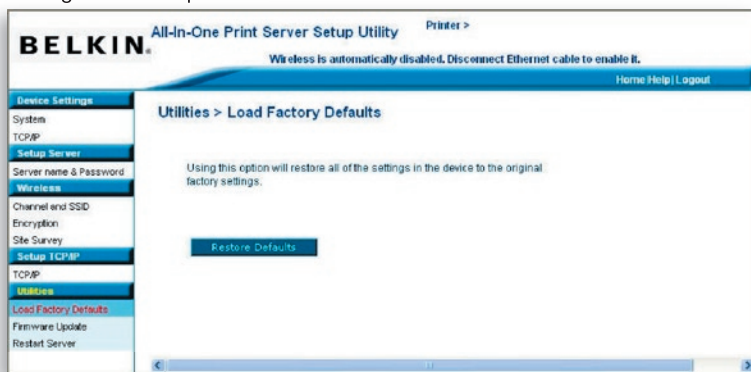 BELKIN.
All-In-One Print Server Setup Utility
Printer >
Wireless is automatically disabled. Disconnect Ethernet cable to enable it.
Home|Help|Logout
Device Settings
System
TCP/IP
Setup Server
Server name & Password
Wireless
Channel and SSID
Encryption
Site Survey
Setup TCP/IP
TCP/IP
Utilities
Load Factory Defaults
Firmware Update
Restart Server
Utilities > Load Factory Defaults
Using this option will restore all of the settings in the device to the original
factory settings.
Restore Defaults